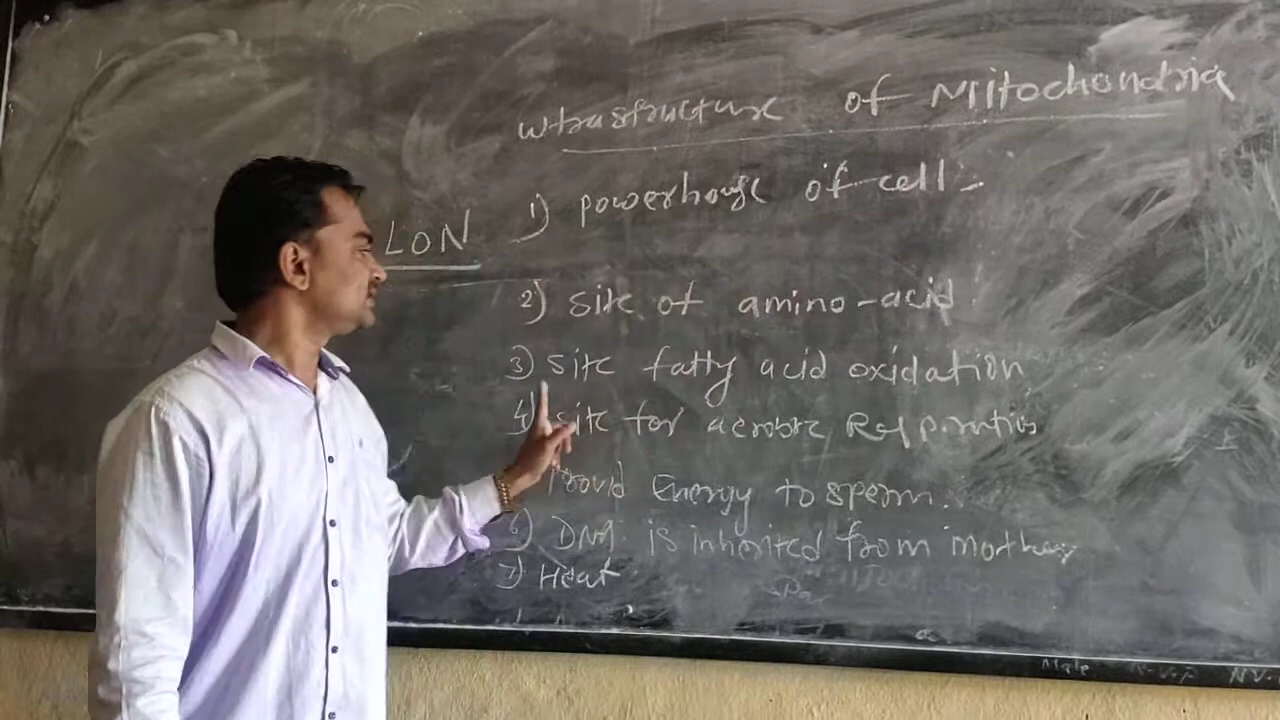 Ultrastructure of Mitochondria
1) powerhouse of cell -
LON
2) Site of amino-acid
3) Site fatty acid oxidation
4) site for aerobic Respiration
Provid Energy to sperm.
6) DNA is inherited from mother
7) Heat
Male